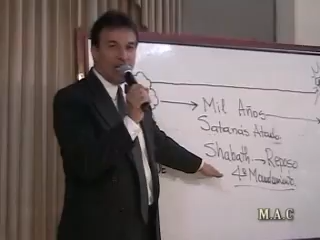 Mil Años
Satanás Atado.
Shabath → Reposo
4º Mandamiento.
M.A.C